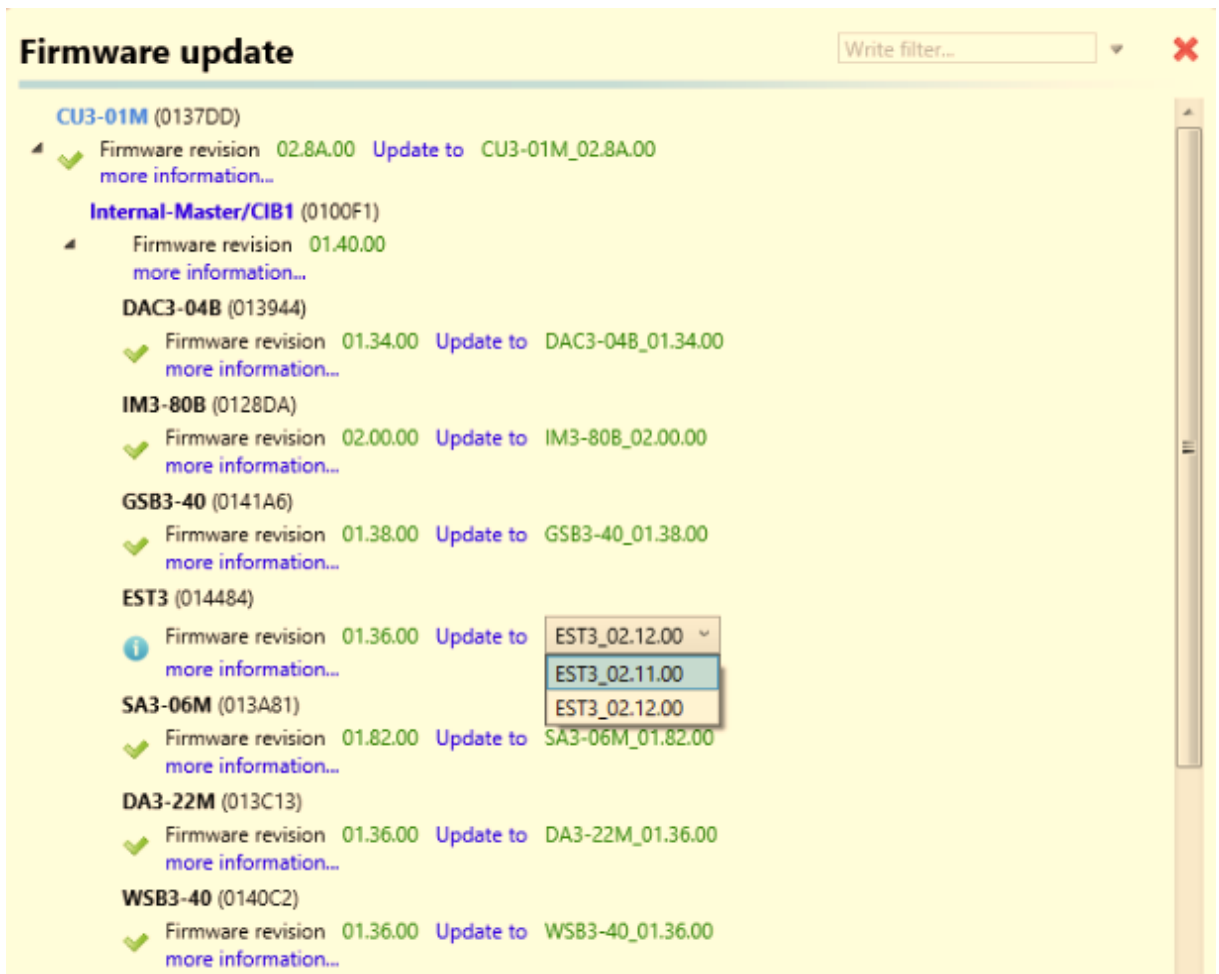 Firmware update
Write filter...
CU3-01M (0137DD)
Firmware revision 02.8A.00 Update to CU3-01M_02.8A.00
more information...
Internal-Master/CIB1 (0100F1)
Firmware revision 01.40.00
more information...
DAC3-04B (013944)
Firmware revision 01.34.00 Update to DAC3-04B_01.34.00
more information...
IM3-80B (0128DA)
Firmware revision 02.00.00 Update to IM3-80B_02.00.00
more information...
GSB3-40 (0141A6)
Firmware revision 01.38.00 Update to GSB3-40_01.38.00
more information...
EST3 (014484)
Firmware revision 01.36.00 Update to EST3_02.12.00
more information...
EST3_02.11.00
EST3_02.12.00
SA3-06M (013A81)
Firmware revision 01.82.00 Update to SA3-06M_01.82.00
more information...
DA3-22M (013C13)
Firmware revision 01.36.00 Update to DA3-22M_01.36.00
more information...
WSB3-40 (0140C2)
Firmware revision 01.36.00 Update to WSB3-40_01.36.00
more information...